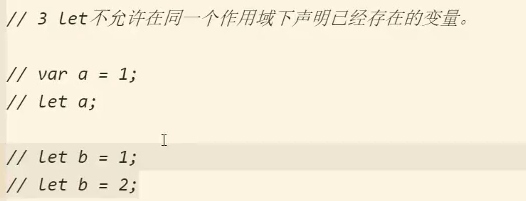 // 3 let不允许在同一个作用域下声明已经存在的变量。
// var a = 1;
// let a;
// let b = 1;
// let b = 2;